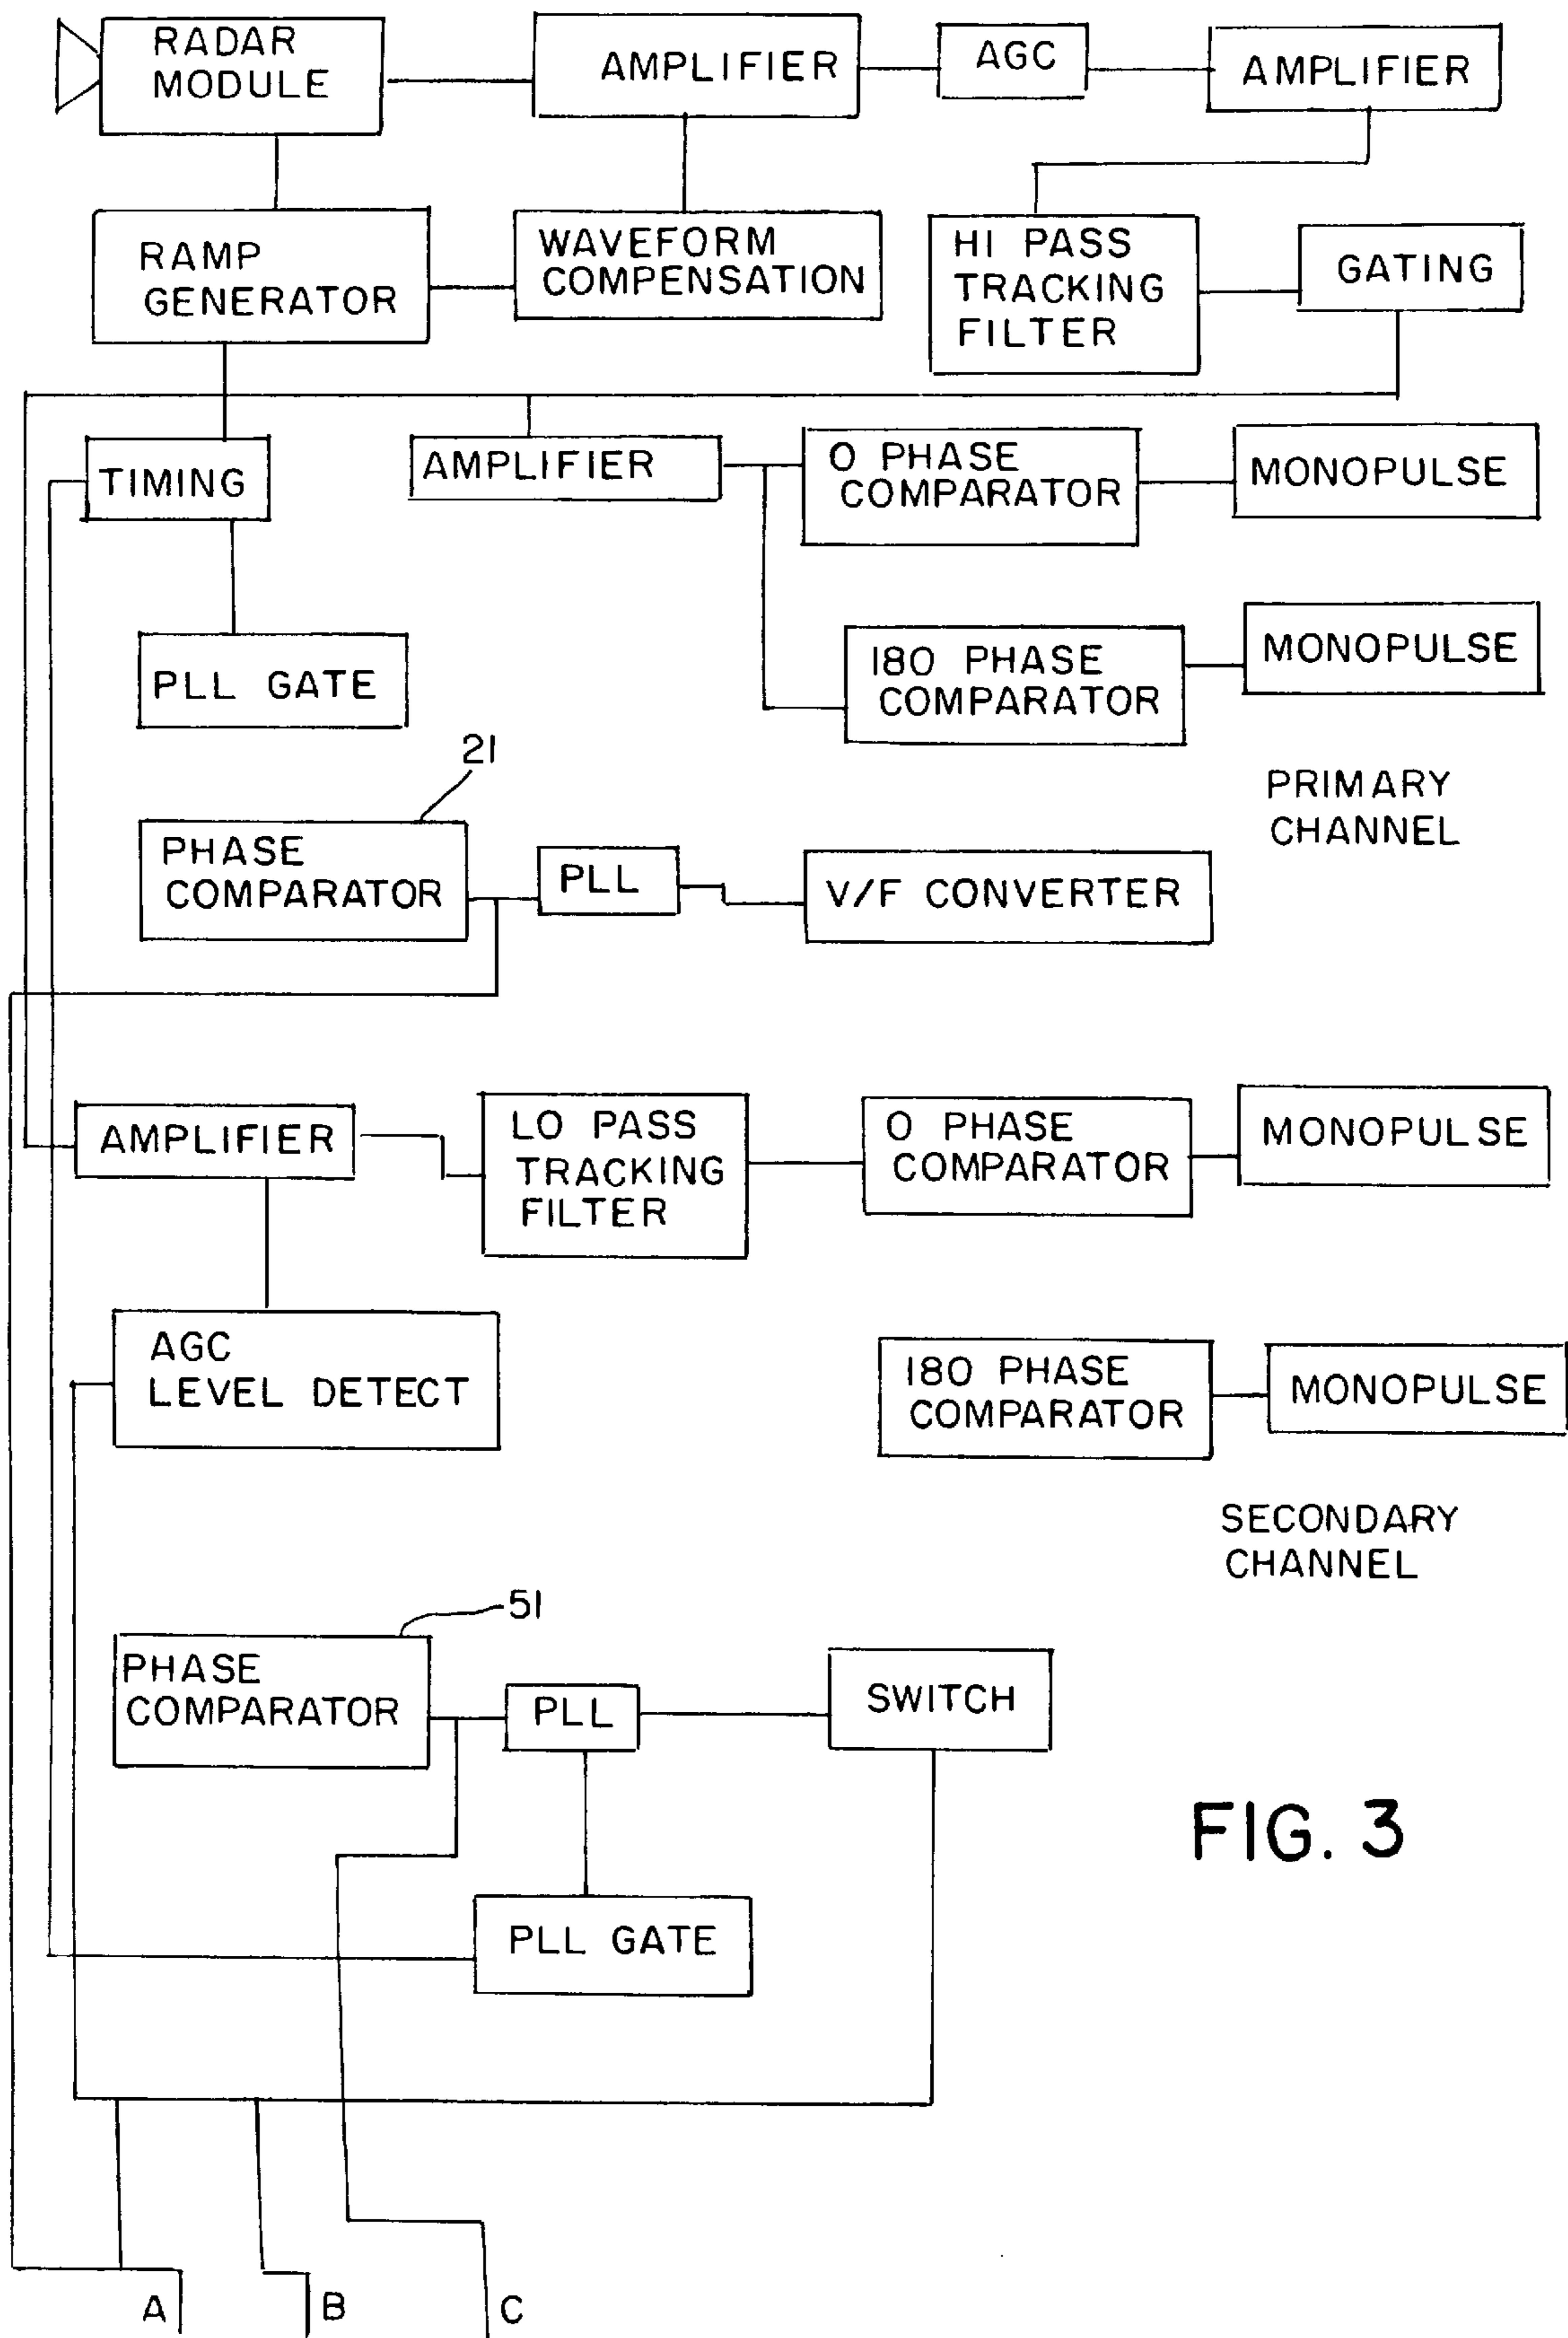 RADAR
MODULE
AMPLIFIER
AGC
AMPLIFIER
RAMP
GENERATOR
WAVEFORM
COMPENSATION
HI PASS
TRACKING
FILTER
GATING
TIMING
AMPLIFIER
0 PHASE
COMPARATOR
MONOPULSE
PLL GATE
180 PHASE
COMPARATOR
MONOPULSE
PRIMARY
CHANNEL
21
PHASE
COMPARATOR
PLL
V/F CONVERTER
AMPLIFIER
LO PASS
TRACKING
FILTER
0 PHASE
COMPARATOR
MONOPULSE
AGC
LEVEL DETECT
180 PHASE
COMPARATOR
MONOPULSE
SECONDARY
CHANNEL
51
PHASE
COMPARATOR
PLL
SWITCH
PLL GATE
FIG. 3
A
B
C